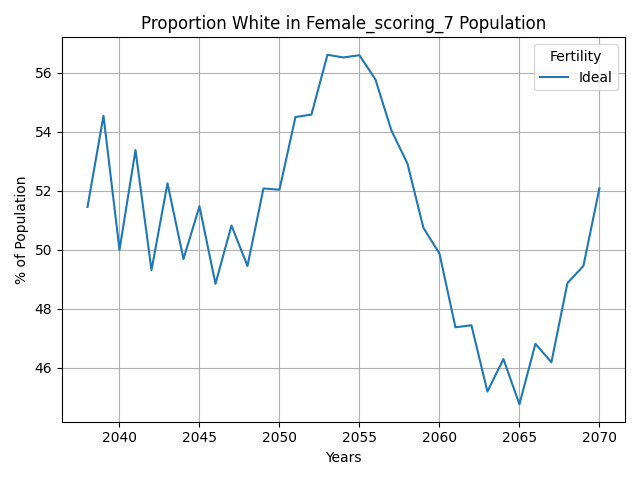 Proportion White in Female_scoring_7 Population
Fertility
Ideal
% of Population
56
54
52
50
48
46
2040 2045 2050 2055 2060 2065 2070
Years